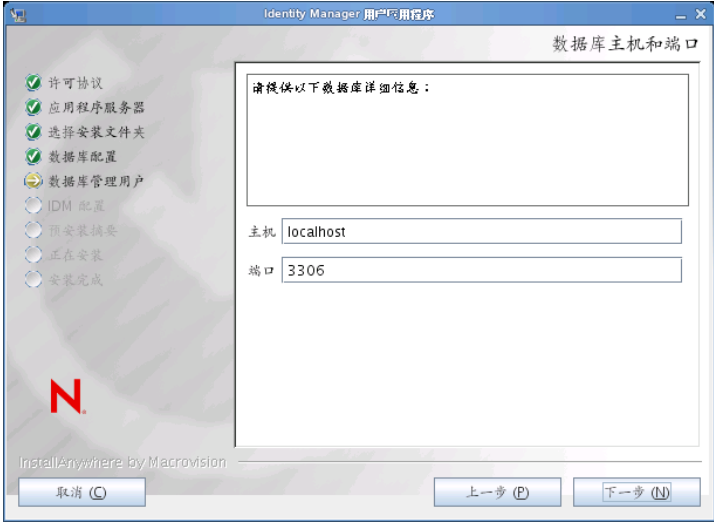 Identity Manager 用户应用程序
数据库主机和端口
许可协议
应用程序服务器
选择安装文件夹
数据库配置
数据库管理用户
IDM 配置
预安装摘要
正在安装
安装完成
请提供以下数据库详细信息：
主机 localhost
端口 3306
N
InstallAnywhere by Macrovision
取消 (C)
上一步 (P)
下一步 (N)